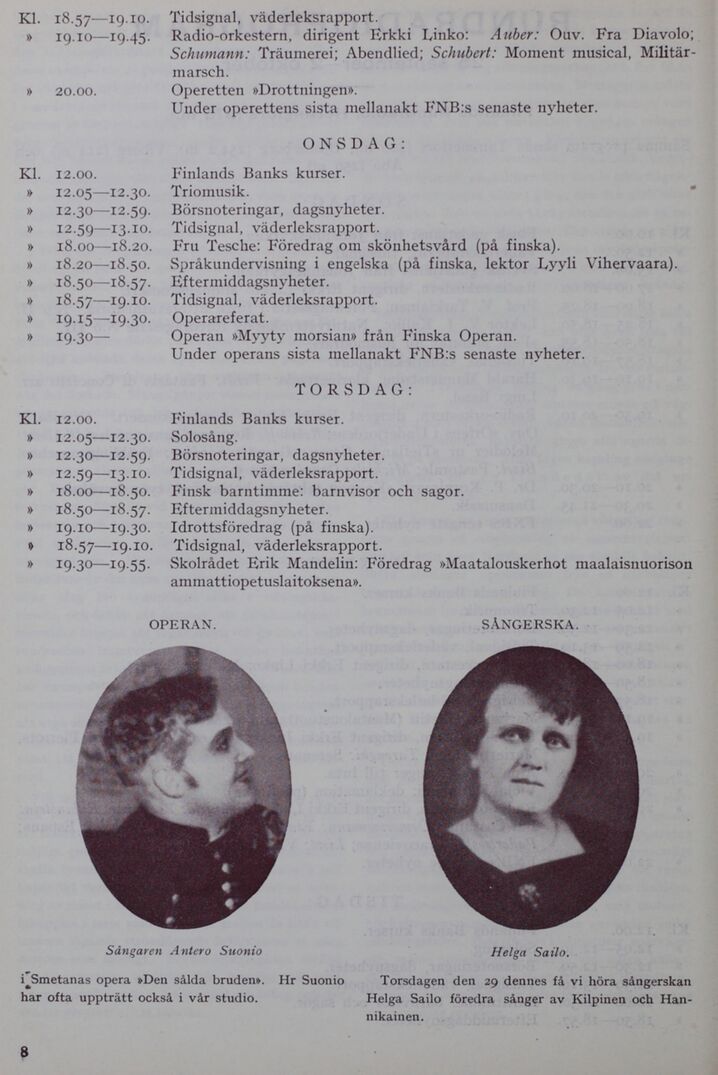 Kl. 18.57—19.10. Tidsignal, väderleksrapport.
» 19.10—19.45. Radio-orkestern, dirigent Erkki Linko: Auber: Ouv. Fra Diavolo;
Schumann: Träumerei; Abendlied; Schubert: Moment musical, Militär-
marsch.
» 20.00. Operetten »Drottningen».
Under operettens sista mellanakt FNB:s senaste nyheter.
ONSDAG:
Kl. 12.00. Finlands Banks kurser.
» 12.05—12.30. Triomusik.
» 12.30—12.59. Börsnoteringar, dagsnyheter.
» 12.59—13.10. Tidsignal, väderleksrapport.
» 18.00—18.20. Fru Tesche: Föredrag om skönhetsvård (på finska).
» 18.20—18.50. Språkundervisning i engelska (på finska, lektor Lyyli Vihervaara).
» 18.50—18.57. Eftermiddagsnyheter.
» 18.57—19.10. Tidsignal, väderleksrapport.
» 19.15—19.30. Operareferat.
» 19.30— Operan »Myyty morsian» från Finska Operan.
Under operans sista mellanakt FNB:s senaste nyheter.
TORSDAG:
Kl. 12.00. Finlands Banks kurser.
» 12.05—12.30. Solosång.
» 12.30—12.59. Börsnoteringar, dagsnyheter.
» 12.59—13.10. Tidsignal, väderleksrapport.
» 18.00—18.50. Finsk barntimme: barnvisor och sagor.
» 18.50—18.57. Eftermiddagsnyheter.
» 19.10—19.30. Idrottsföredrag (på finska).
» 18.57—19.10. Tidsignal, väderleksrapport.
» 19.30—19.55. Skolrådet Erik Mandelin: Föredrag »Maatalouskerhot maalaisnuorison
ammattiopetuslaitoksena».
OPERAN.
Sångaren Antero Suonio
i Smetanas opera »Den sålda bruden». Hr Suonio
har ofta uppträtt också i vår studio.
SÅNGERSKA.
Helga Sailo.
Torsdagen den 29 dennes få vi höra sångerskan
Helga Sailo föredra sånger av Kilpinen och Han-
nikainen.
8